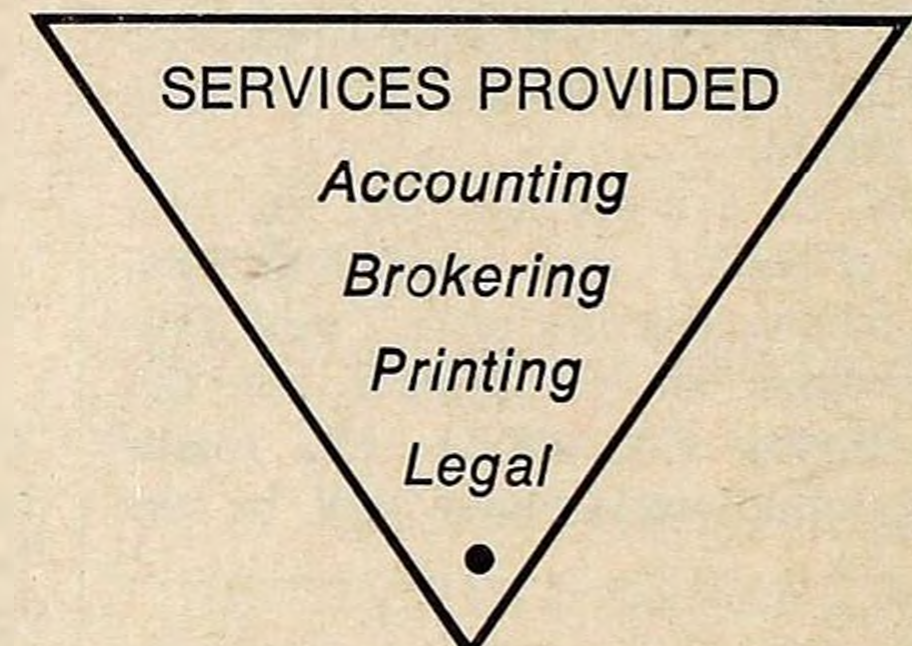 SERVICES PROVIDED
Accounting
Brokering
Printing
Legal